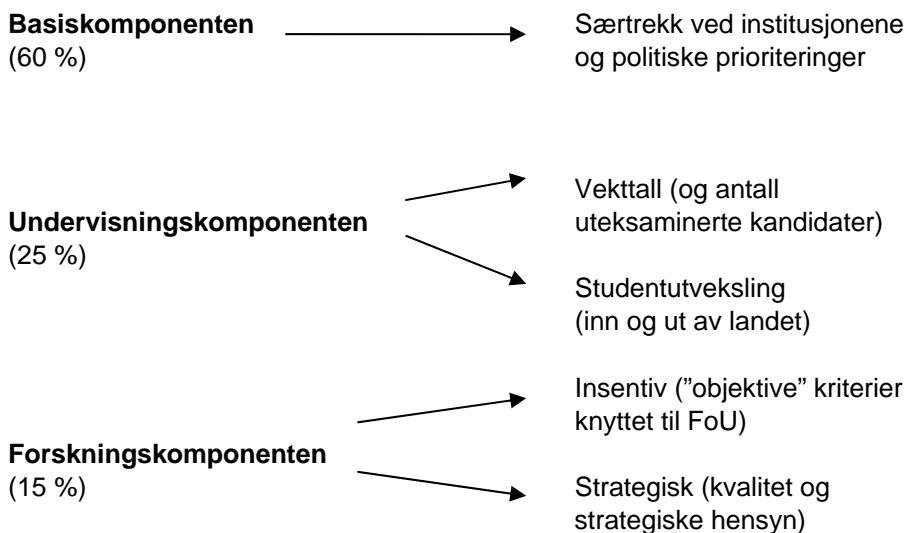 Basiskomponenten
(60 %)
Særtrekk ved institusjonene
og politiske prioriteringer
Undervisningskomponenten
(25 %)
Vekttall (og antall
uteksaminerte kandidater)
Studentutveksling
(inn og ut av landet)
Forskningskomponenten
(15 %)
Insentiv (”objektive” kriterier
knyttet til FoU)
Strategisk (kvalitet og
strategiske hensyn)